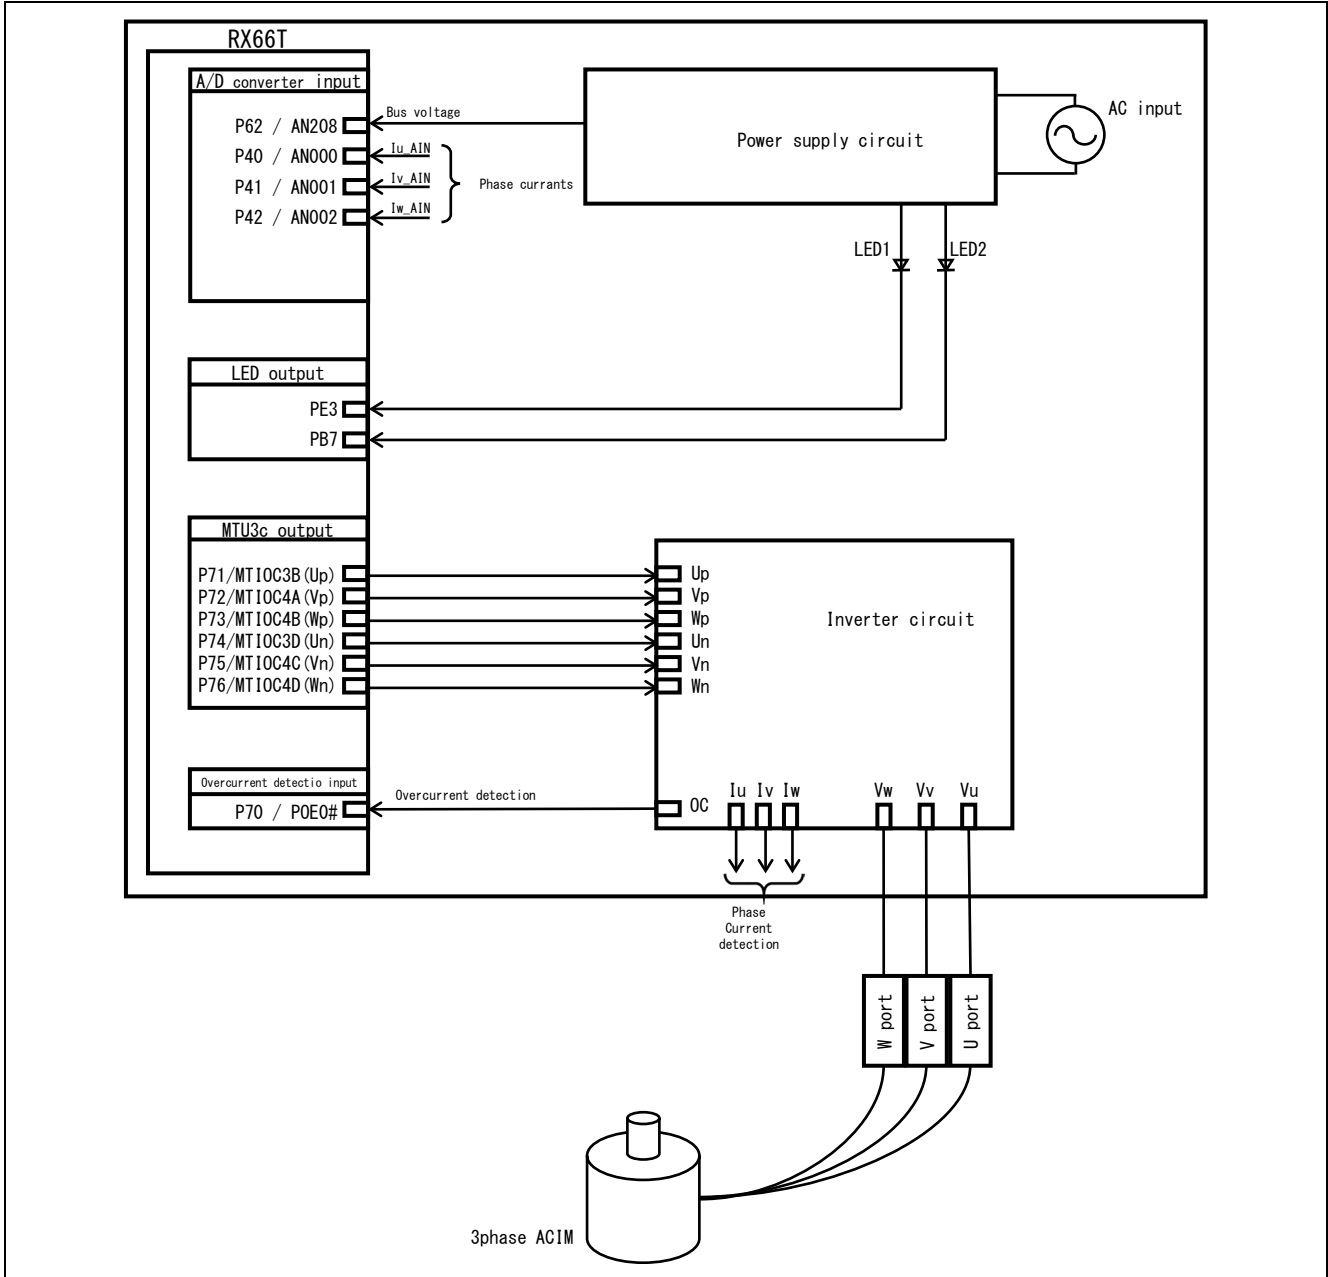 RX66T
A/D converter input
P62 / AN208
P40 / AN000
P41 / AN001
P42 / AN002
Bus voltage
Iu_AIN
Iv_AIN
Iw_AIN
Phase currants
Power supply circuit
AC input
LED1
LED2
LED output
PE3
PB7
MTU3c output
P71/MTIOC3B(Up)
P72/MTIOC4A(Vp)
P73/MTIOC4B(Wp)
P74/MTIOC3D(Un)
P75/MTIOC4C(Vn)
P76/MTIOC4D(Wn)
Up
Vp
Wp
Un
Vn
Wn
Inverter circuit
Overcurrent detectio input
P70 / POE0#
Overcurrent detection
OC
Iu Iv Iw
Vw Vv Vu
Phase
Current
detection
W port
V port
U port
3phase ACIM